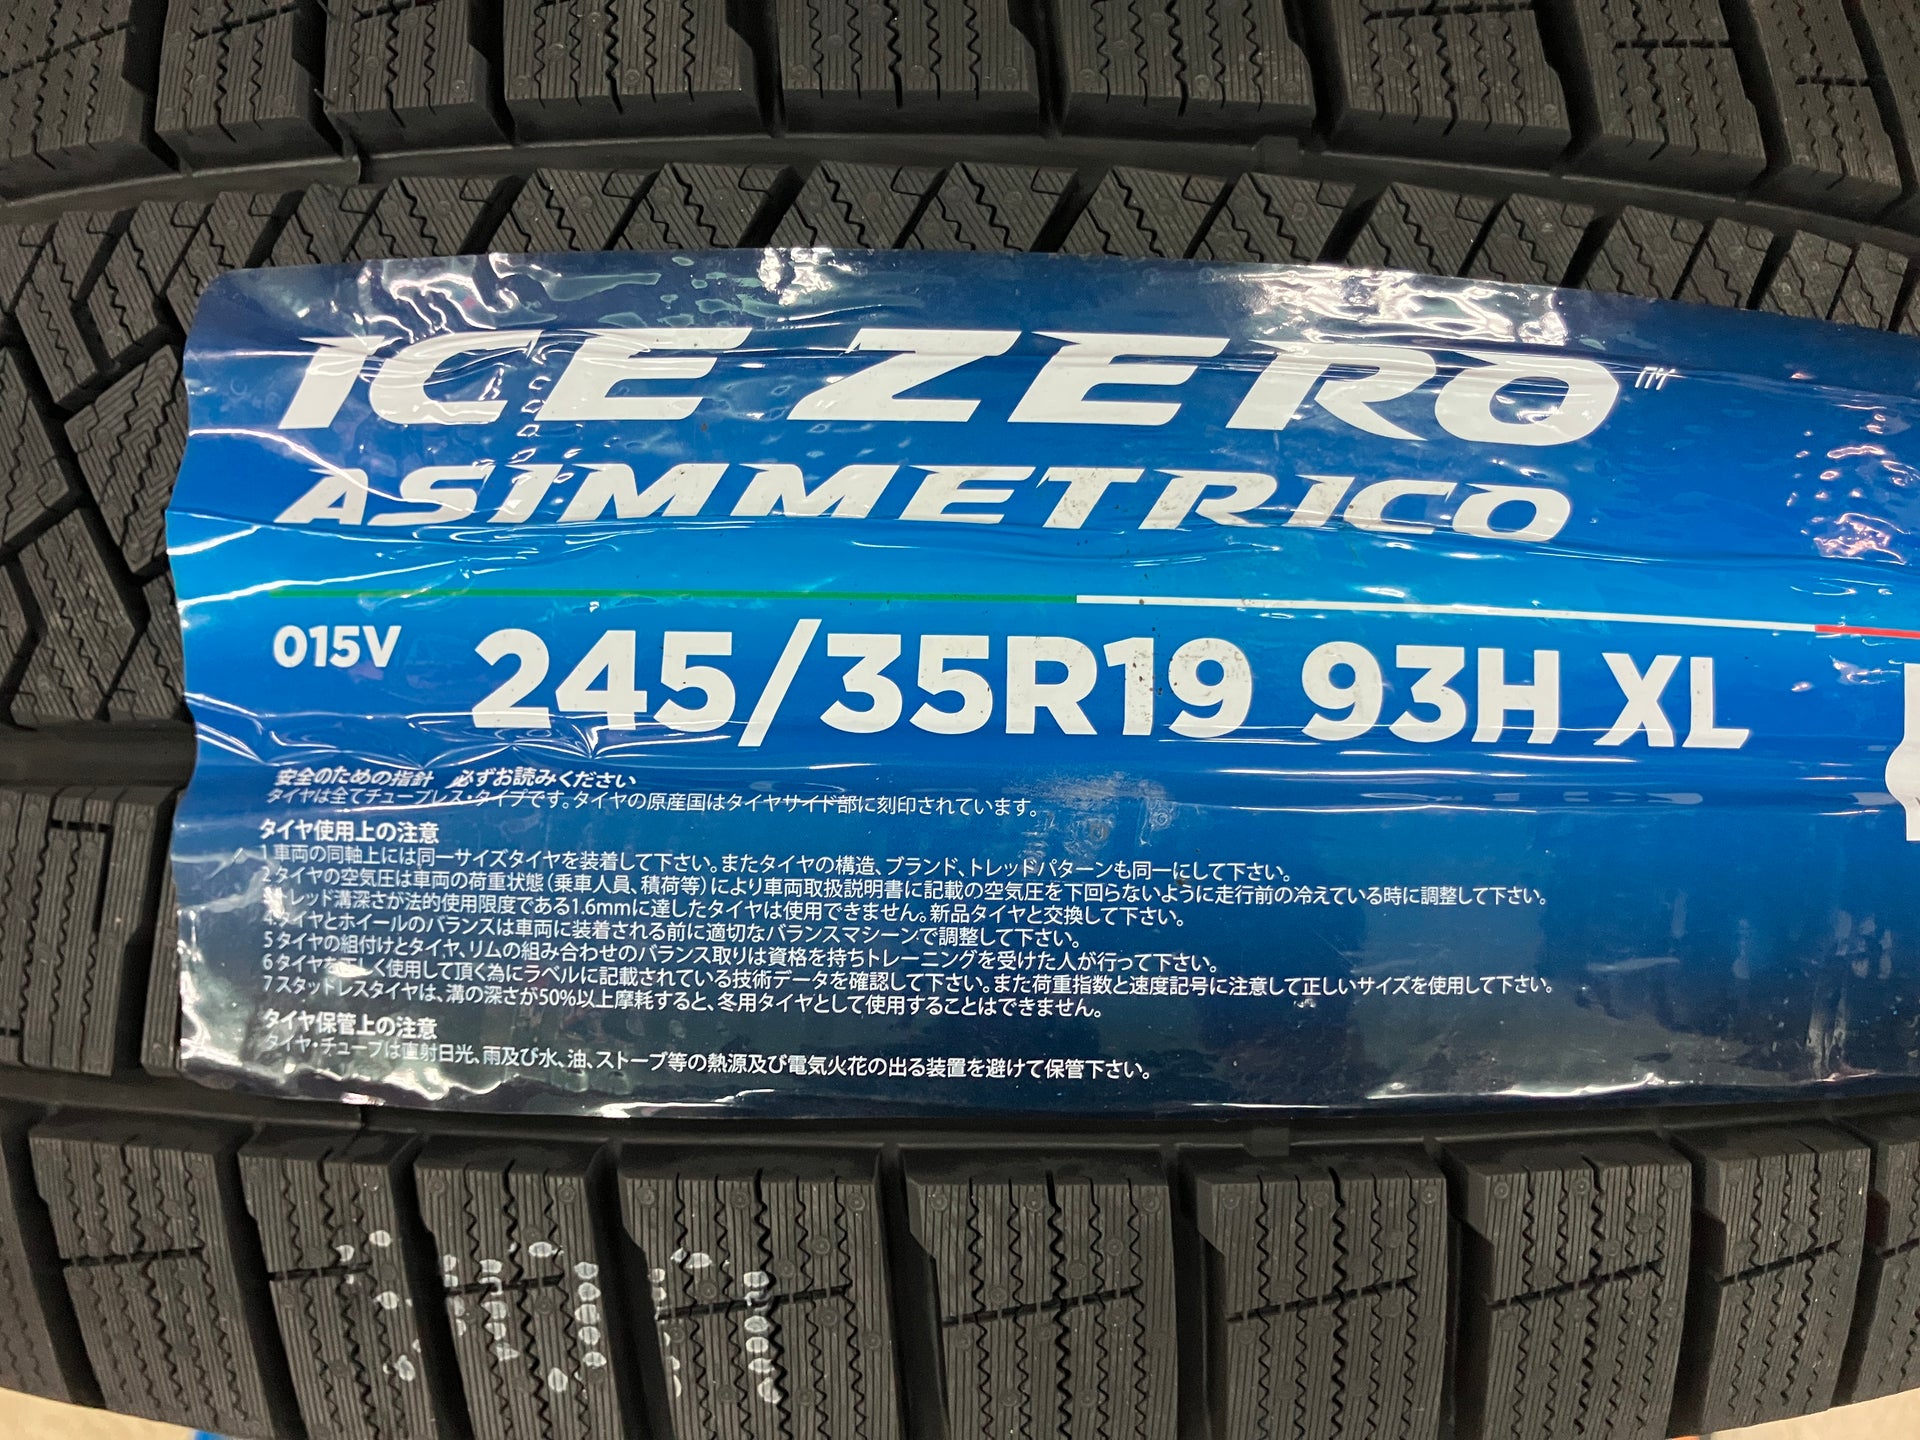 ICE ZERO™
ASIMMETRICO
015V 245/35R19 93H XL
安全のための指針 必ずお読みください
タイヤは全てチューブレス・タイプです。タイヤの原産国はタイヤサイド部に刻印されています。
タイヤ使用上の注意
1 車両の同軸上には同一サイズタイヤを装着して下さい。またタイヤの構造、ブランド、トレッドパターンも同一にして下さい。
2 タイヤの空気圧は車両の荷重状態(乗車人員、積荷等)により車両取扱説明書に記載の空気圧を下回らないように走行前の冷えている時に調整して下さい。
3 トレッド溝深さが法的使用限度である1.6mmに達したタイヤは使用できません。新品タイヤと交換して下さい。
4 タイヤとホイールのバランスは車両に装着される前に適切なバランスマシーンで調整して下さい。
5 タイヤの組付けとタイヤ、リムの組み合わせのバランス取りは資格を持ちトレーニングを受けた人が行って下さい。
6 タイヤを正しく使用して頂く為にラベルに記載されている技術データを確認して下さい。また荷重指数と速度記号に注意して正しいサイズを使用して下さい。
7 スタッドレスタイヤは、溝の深さが50%以上摩耗すると、冬用タイヤとして使用することはできません。
タイヤ保管上の注意
タイヤ・チューブは直射日光、雨及び水、油、ストーブ等の熱源及び電気火花の出る装置を避けて保管下さい。